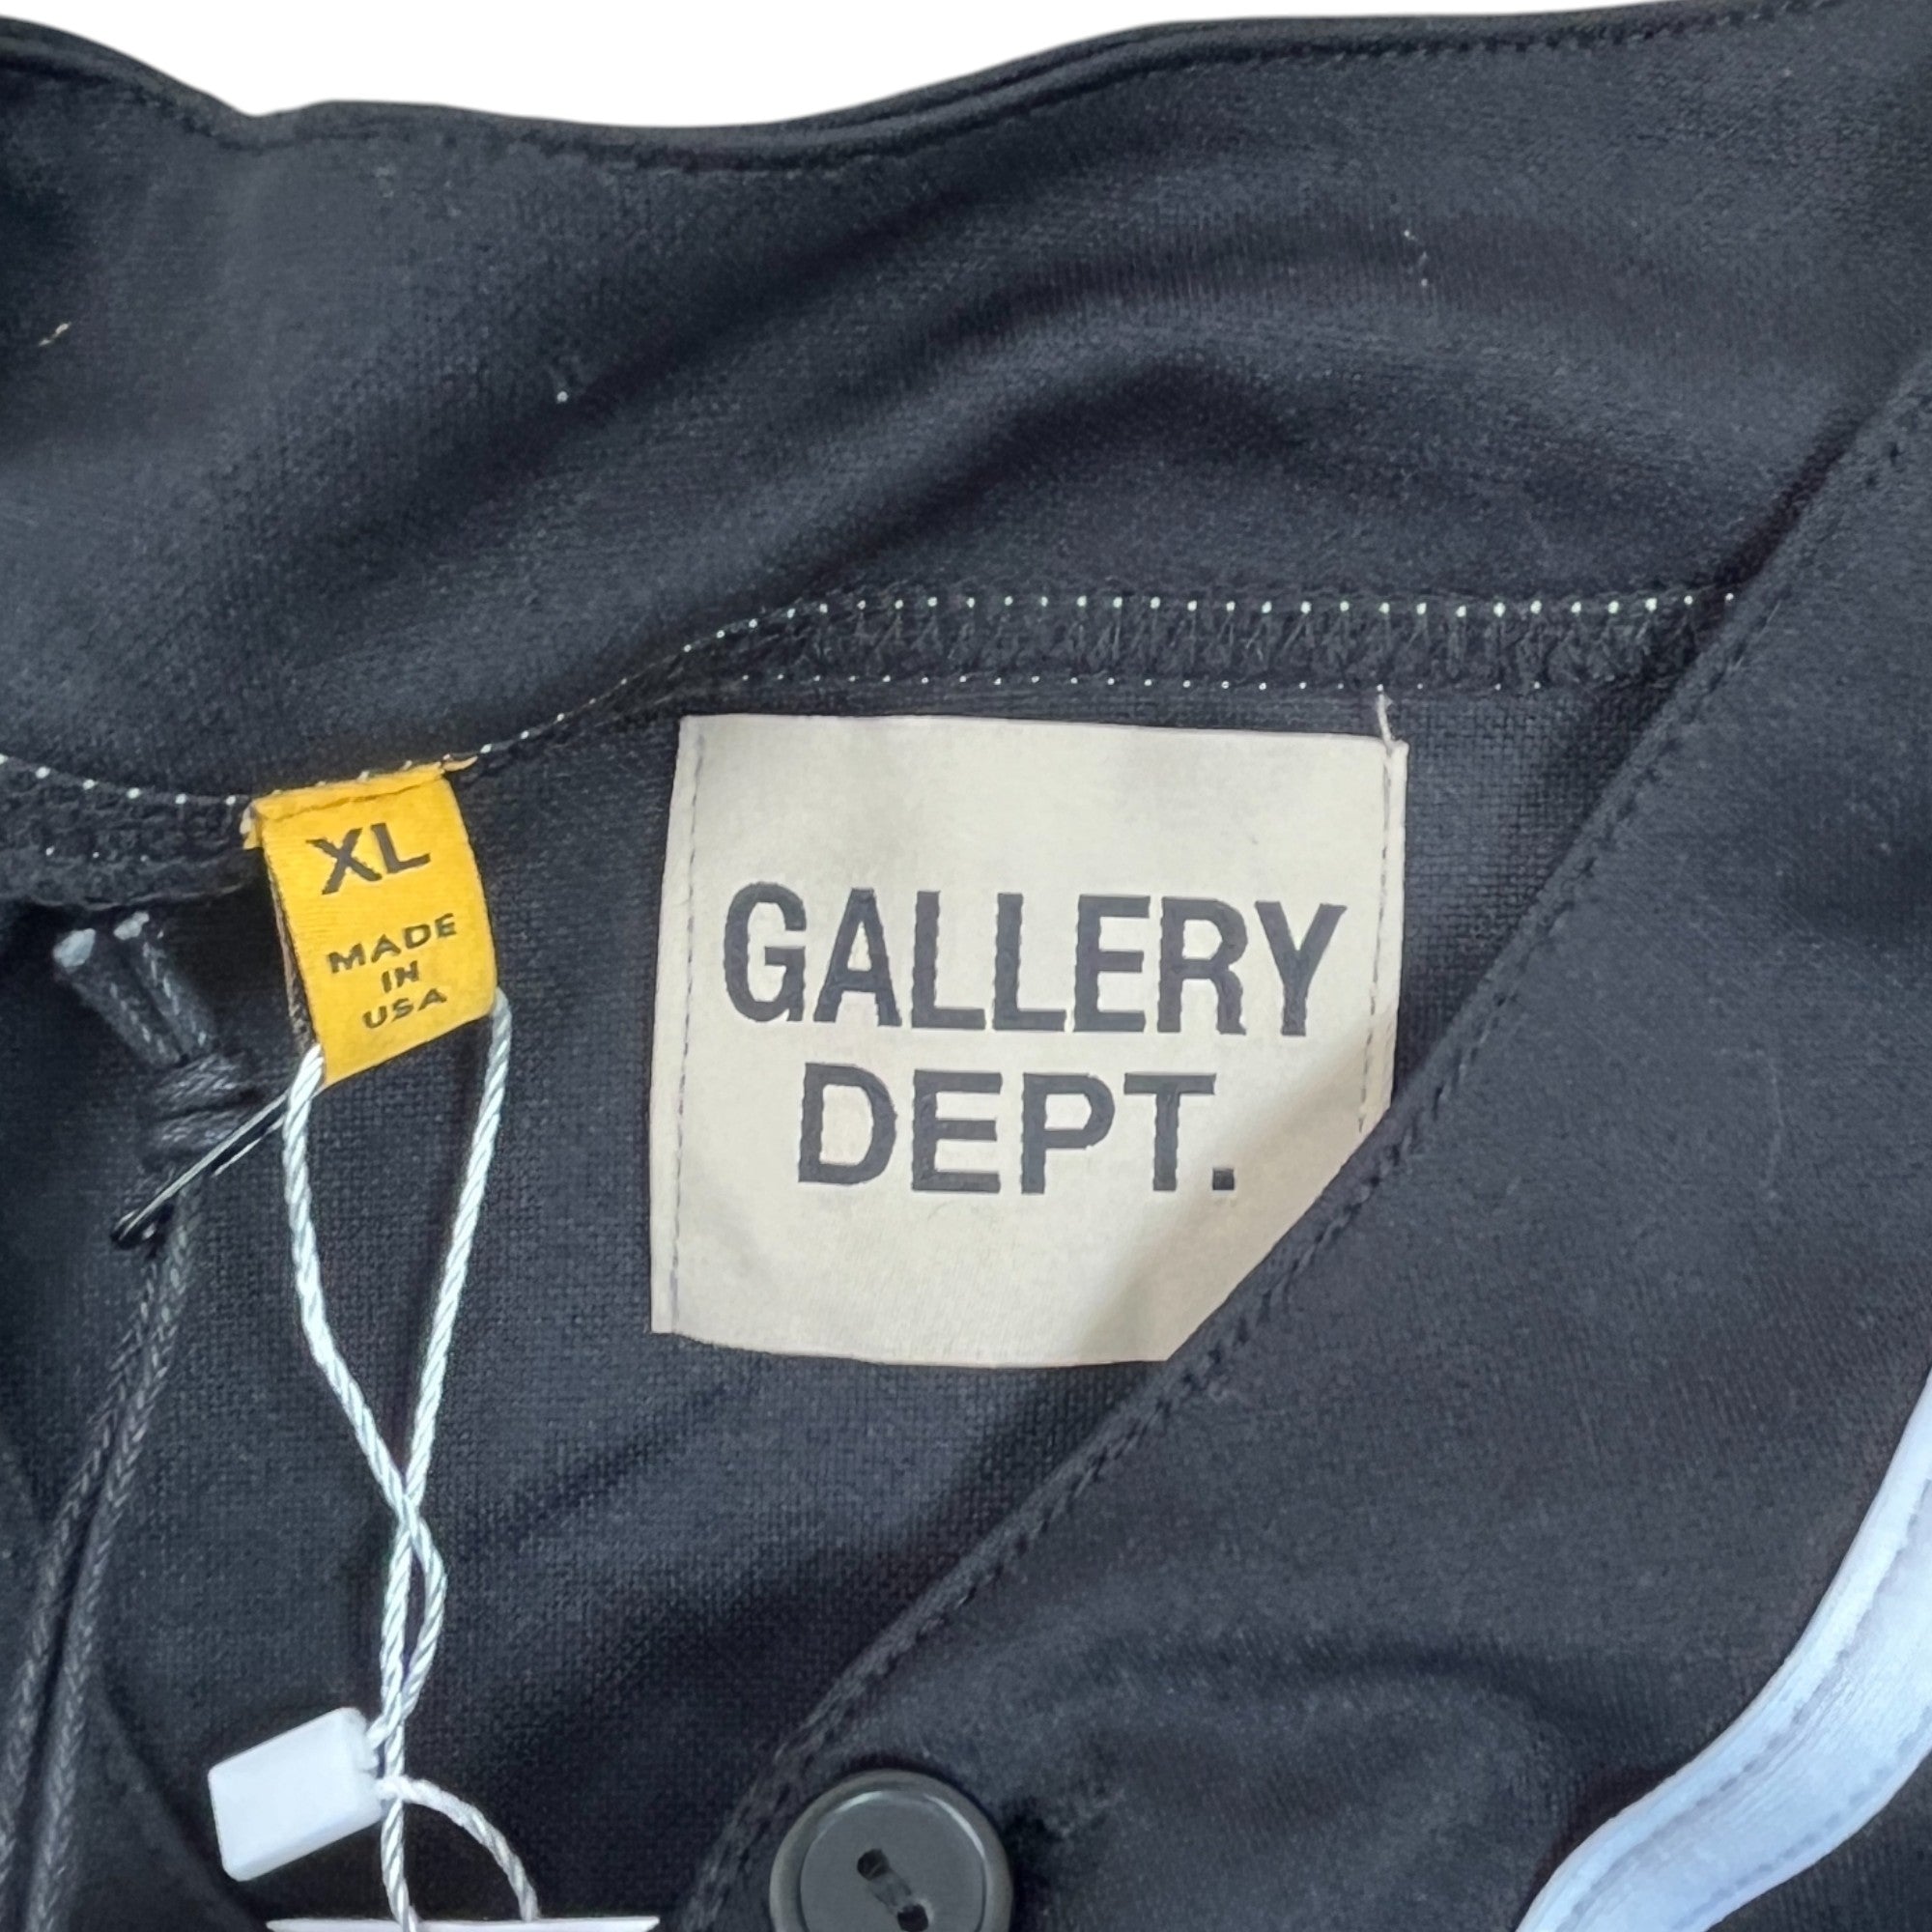 XL
MADE
IN
USA
GALLERY
DEPT.